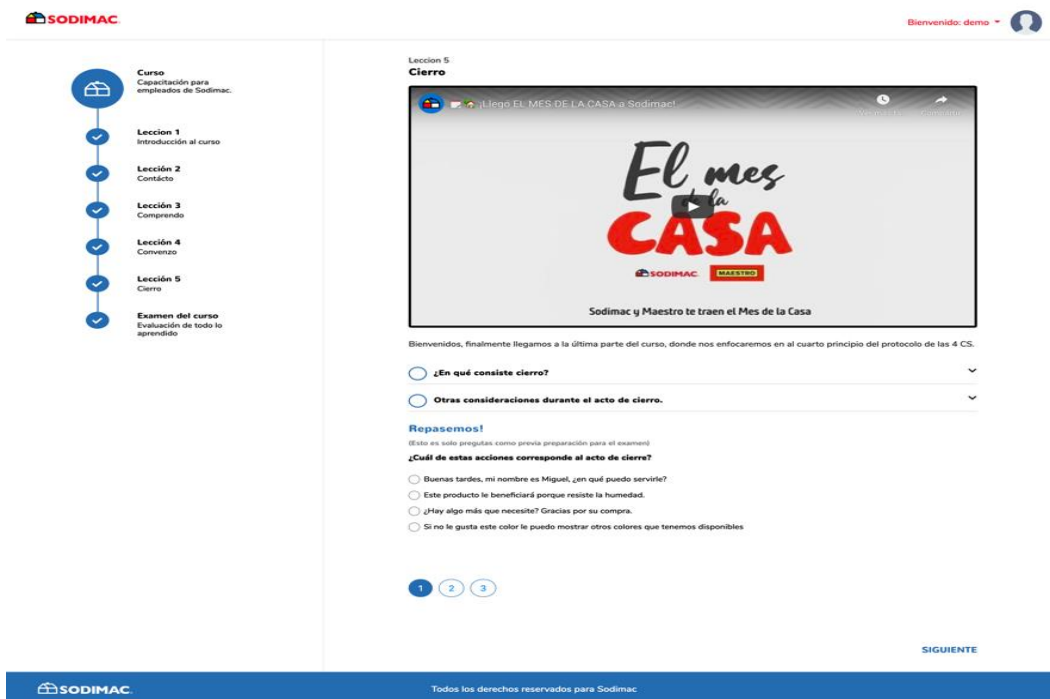 SODIMAC.
Bienvenido: demo
Curso
Capacitación para
empleados de Sodimac.
Leccion 1
Introducción al curso
Lección 2
Contácto
Lección 3
Comprendo
Lección 4
Convenzo
Lección 5
Cierro
Examen del curso
Evaluación de todo lo
aprendido
Leccion 5
Cierro
¡Llegó EL MES DE LA CASA a Sodimac!
El mes
de la
CASA
SODIMAC. MAESTRO
Sodimac y Maestro te traen el Mes de la Casa
Bienvenidos, finalmente llegamos a la última parte del curso, donde nos enfocaremos en al cuarto principio del protocolo de las 4 CS.
¿En qué consiste cierro?
Otras consideraciones durante el acto de cierro.
Repasemos!
(Esto es solo pregutas como previa preparación para el examen)
¿Cuál de estas acciones corresponde al acto de cierre?
Buenas tardes, mi nombre es Miguel, ¿en qué puedo servirle?
Este producto le beneficiará porque resiste la humedad.
¿Hay algo más que necesite? Gracias por su compra.
Si no le gusta este color le puedo mostrar otros colores que tenemos disponibles
1 2 3
SIGUIENTE
SODIMAC.
Todos los derechos reservados para Sodimac